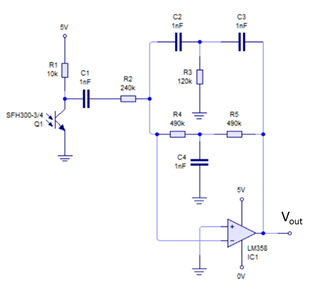 5V
R1
10k
C1
1nF
R2
240k
C2
1nF
C3
1nF
R3
120k
SFH300-3/4
Q1
R4
490k
R5
490k
C4
1nF
5V
+
−
Vout
LM358
IC1
0V